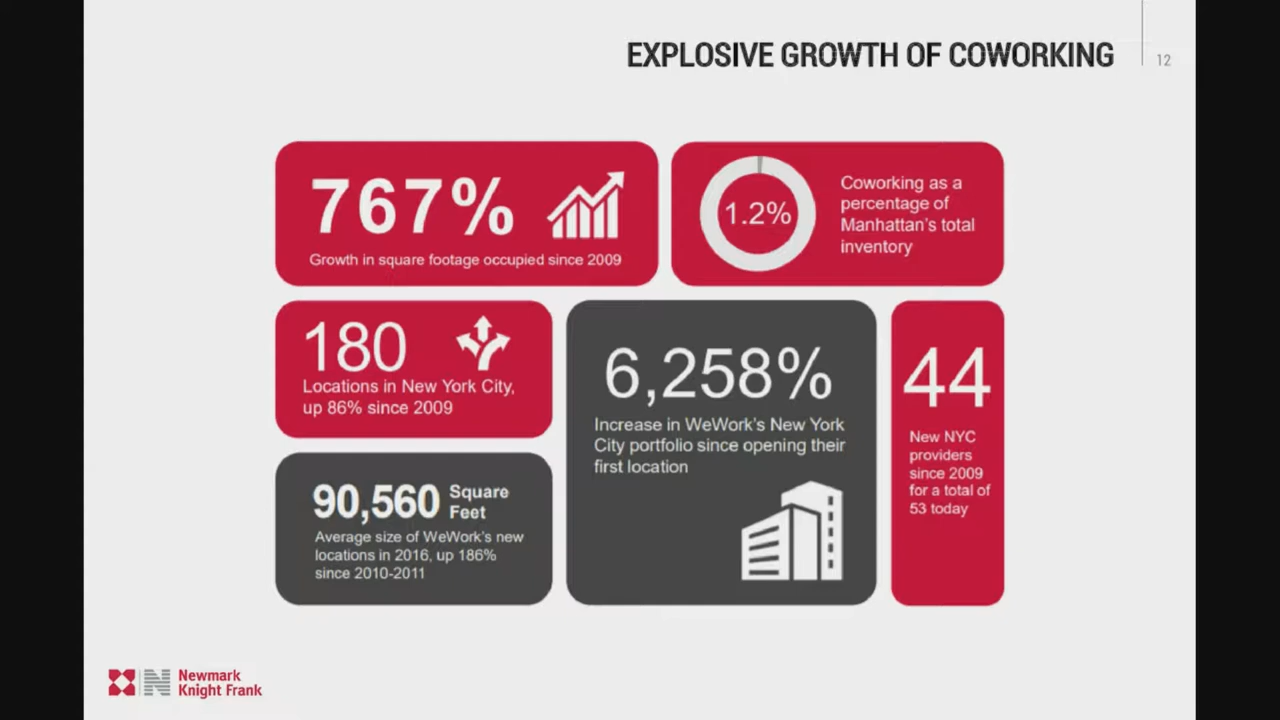 EXPLOSIVE GROWTH OF COWORKING
12
767%
Growth in square footage occupied since 2009
1.2%
Coworking as a
percentage of
Manhattan's total
inventory
180
Locations in New York City,
up 86% since 2009
90,560 Square
Feet
Average size of WeWork's new
locations in 2016, up 186%
since 2010-2011
6,258%
Increase in WeWork's New York
City portfolio since opening their
first location
44
New NYC
providers
since 2009
for a total of
53 today
Newmark
Knight Frank